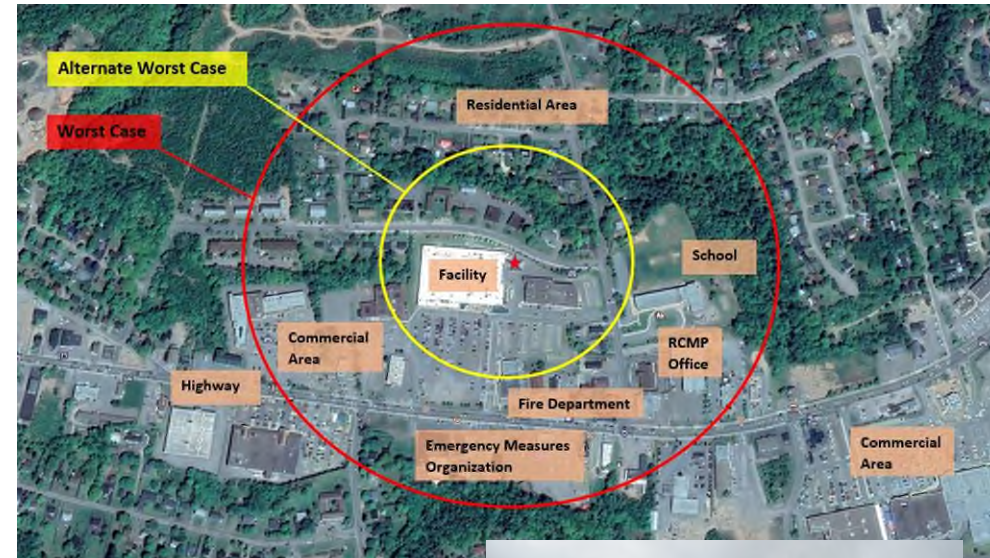 Alternate Worst Case
Residential Area
Worst Case
School
Facility
Commercial
Area
RCMP
Office
Highway
Fire Department
Emergency Measures
Organization
Commercial
Area